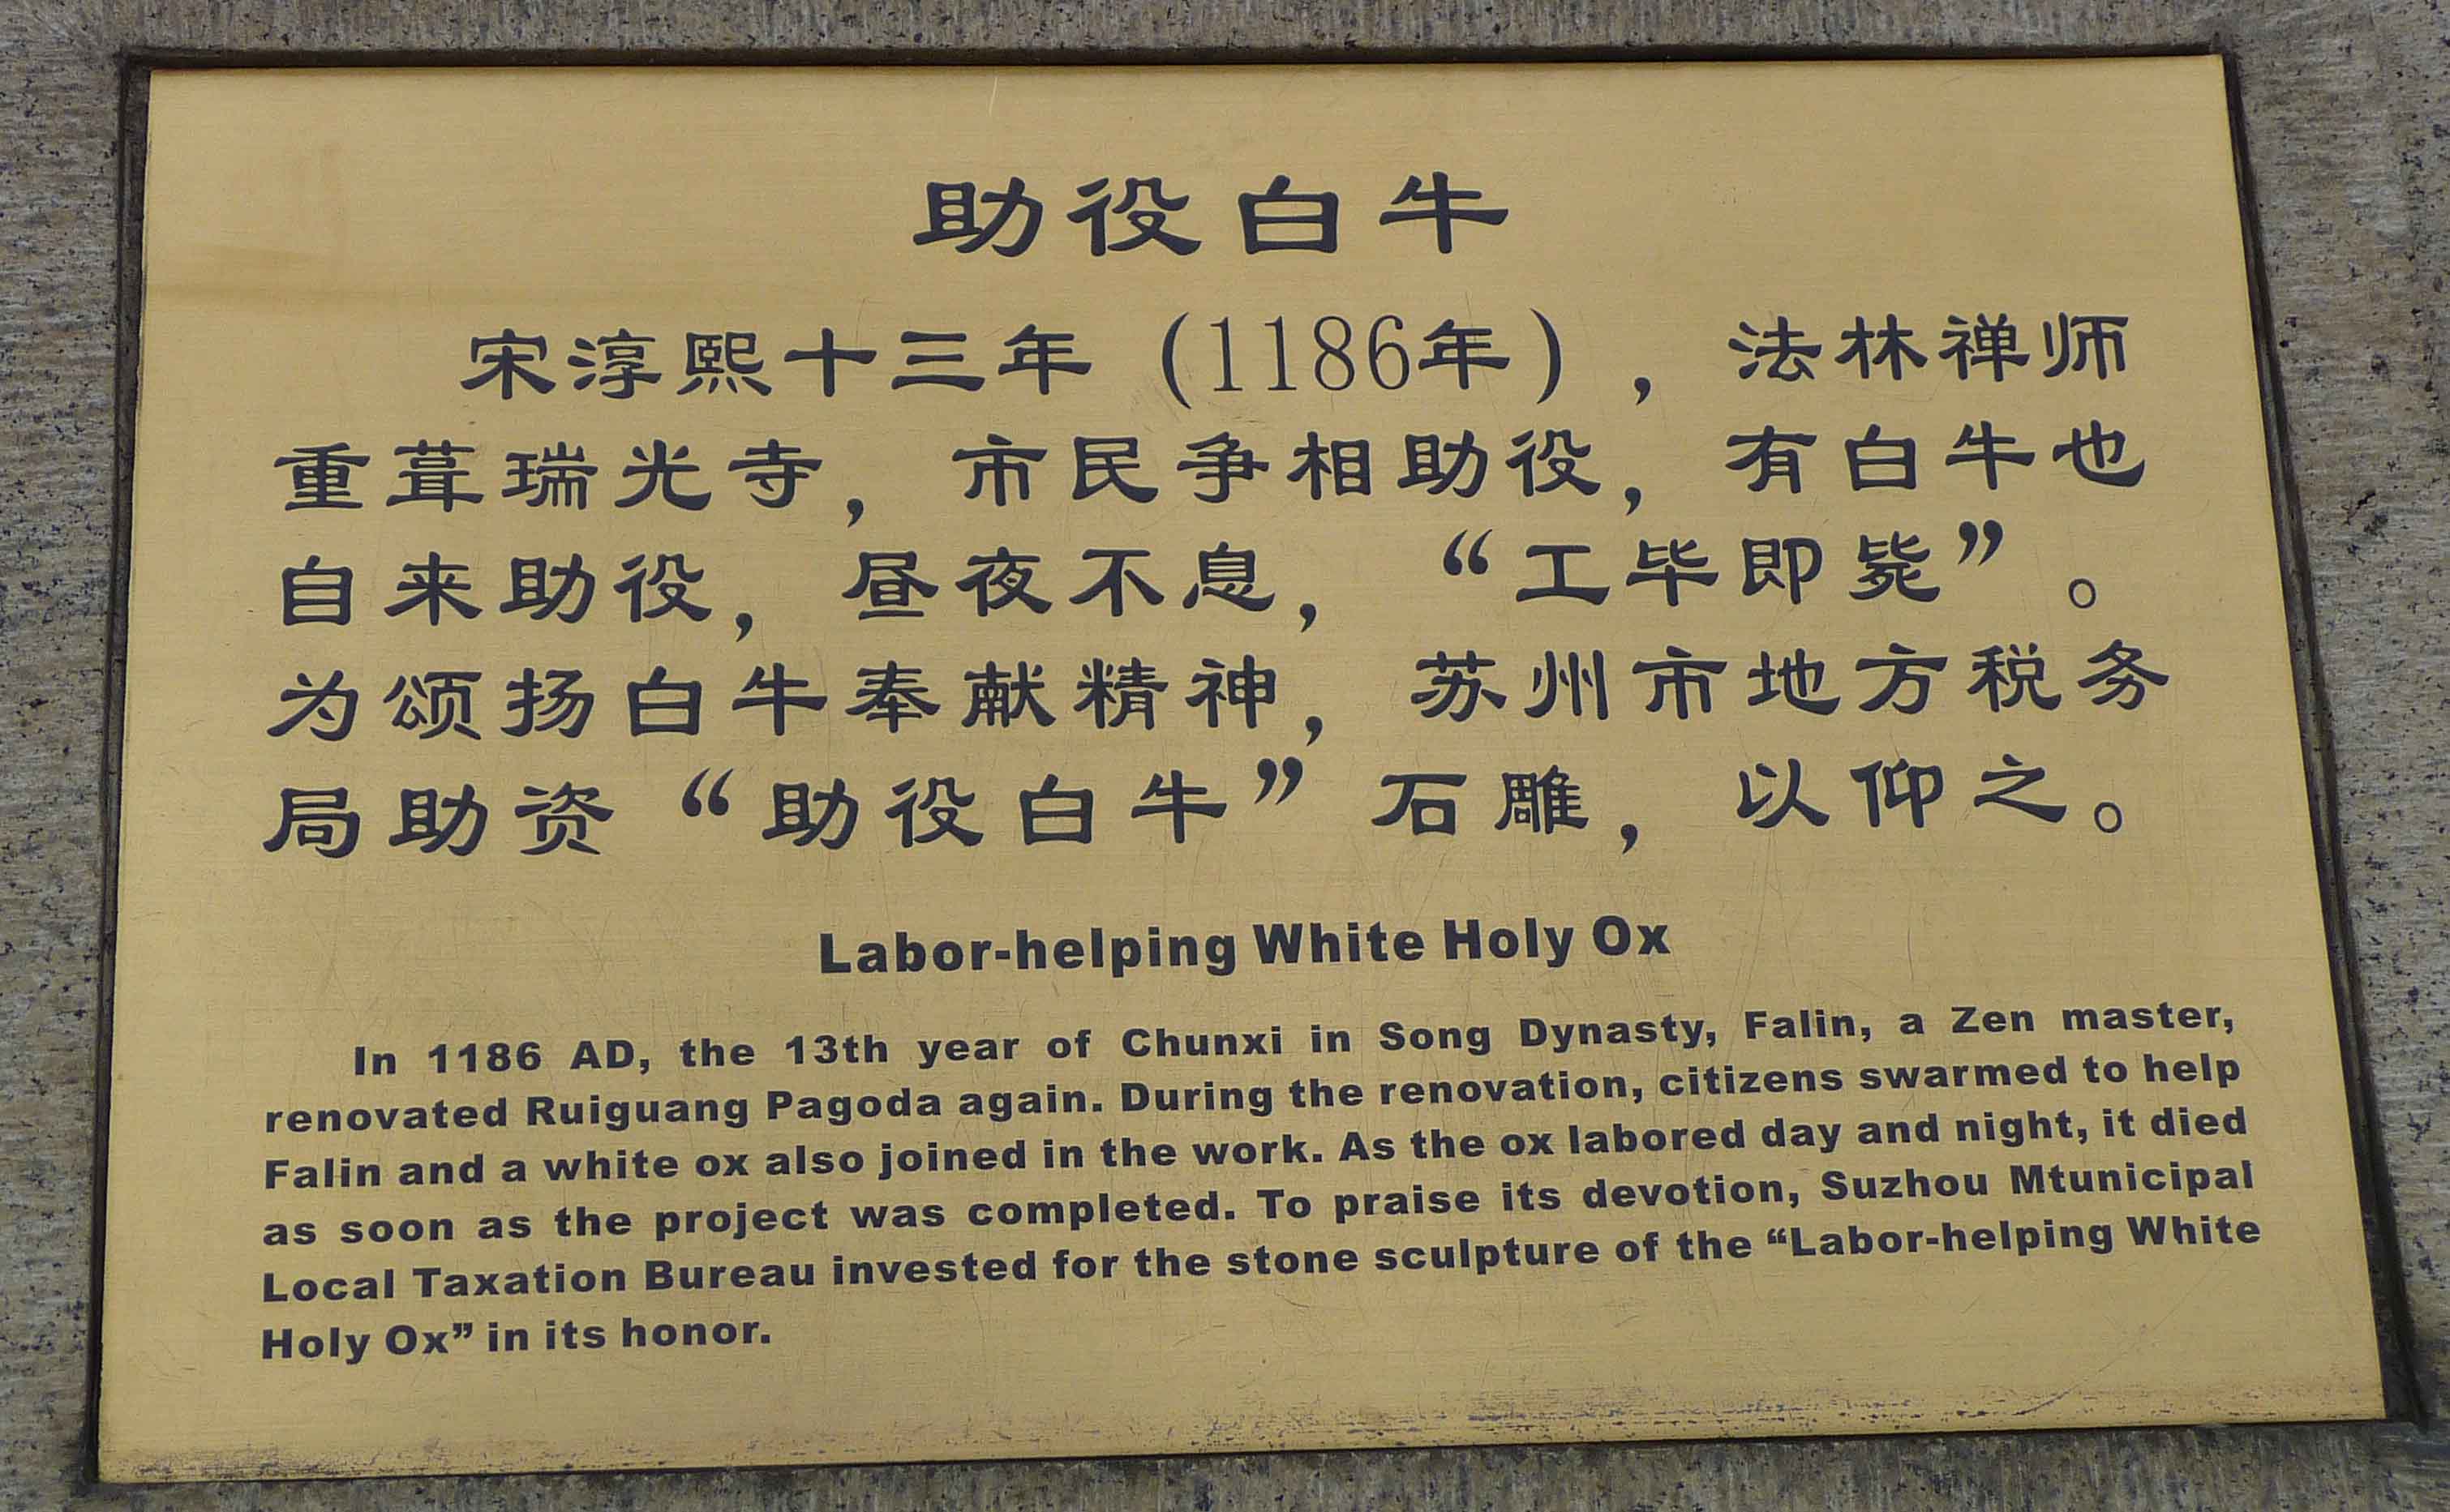 助役白牛
宋淳熙十三年（1186年），法林禅师
重葺瑞光寺，市民争相助役，有白牛也
自来助役，昼夜不息，“工毕即毙”。
为颂扬白牛奉献精神，苏州市地方税务
局助资“助役白牛”石雕，以仰之。
Labor-helping White Holy Ox
In 1186 AD, the 13th year of Chunxi in Song Dynasty, Falin, a Zen master,
renovated Ruiguang Pagoda again. During the renovation, citizens swarmed to help
Falin and a white ox also joined in the work. As the ox labored day and night, it died
as soon as the project was completed. To praise its devotion, Suzhou Mtunicipal
Local Taxation Bureau invested for the stone sculpture of the “Labor-helping White
Holy Ox” in its honor.